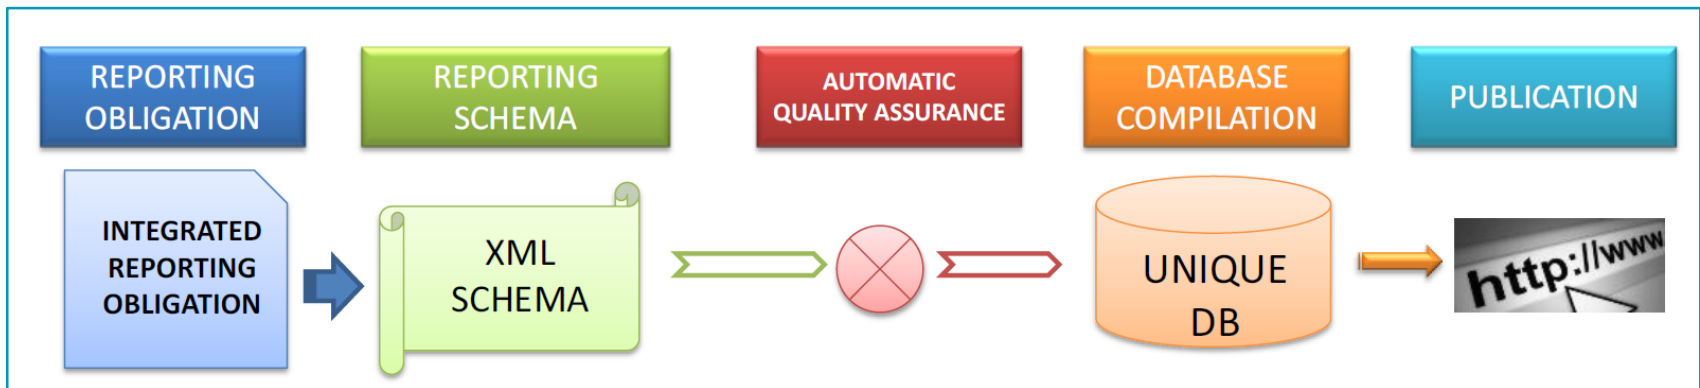 REPORTING
OBLIGATION
REPORTING
SCHEMA
AUTOMATIC
QUALITY ASSURANCE
DATABASE
COMPILATION
PUBLICATION
INTEGRATED
REPORTING
OBLIGATION
XML
SCHEMA
UNIQUE
DB
http://www